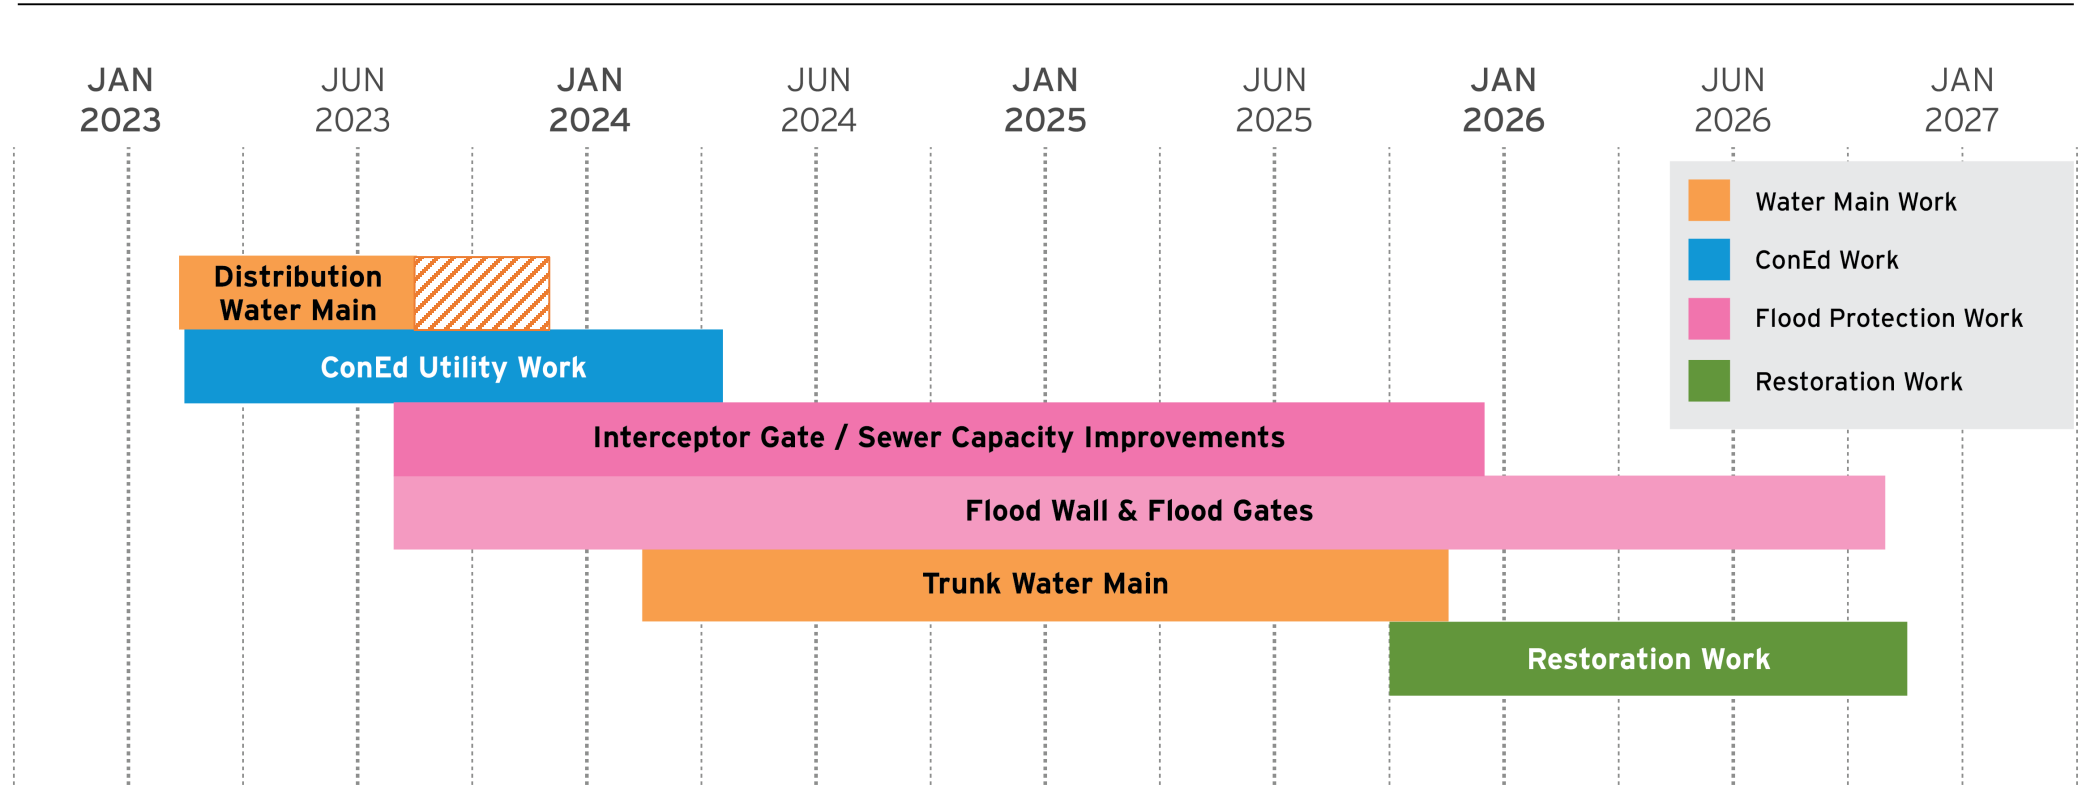 JAN JUN JAN JUN JAN JUN JAN JUN JAN
2023 2023 2024 2024 2025 2025 2026 2026 2027
Water Main Work
ConEd Work
Flood Protection Work
Restoration Work
Distribution
Water Main
ConEd Utility Work
Interceptor Gate / Sewer Capacity Improvements
Flood Wall & Flood Gates
Trunk Water Main
Restoration Work